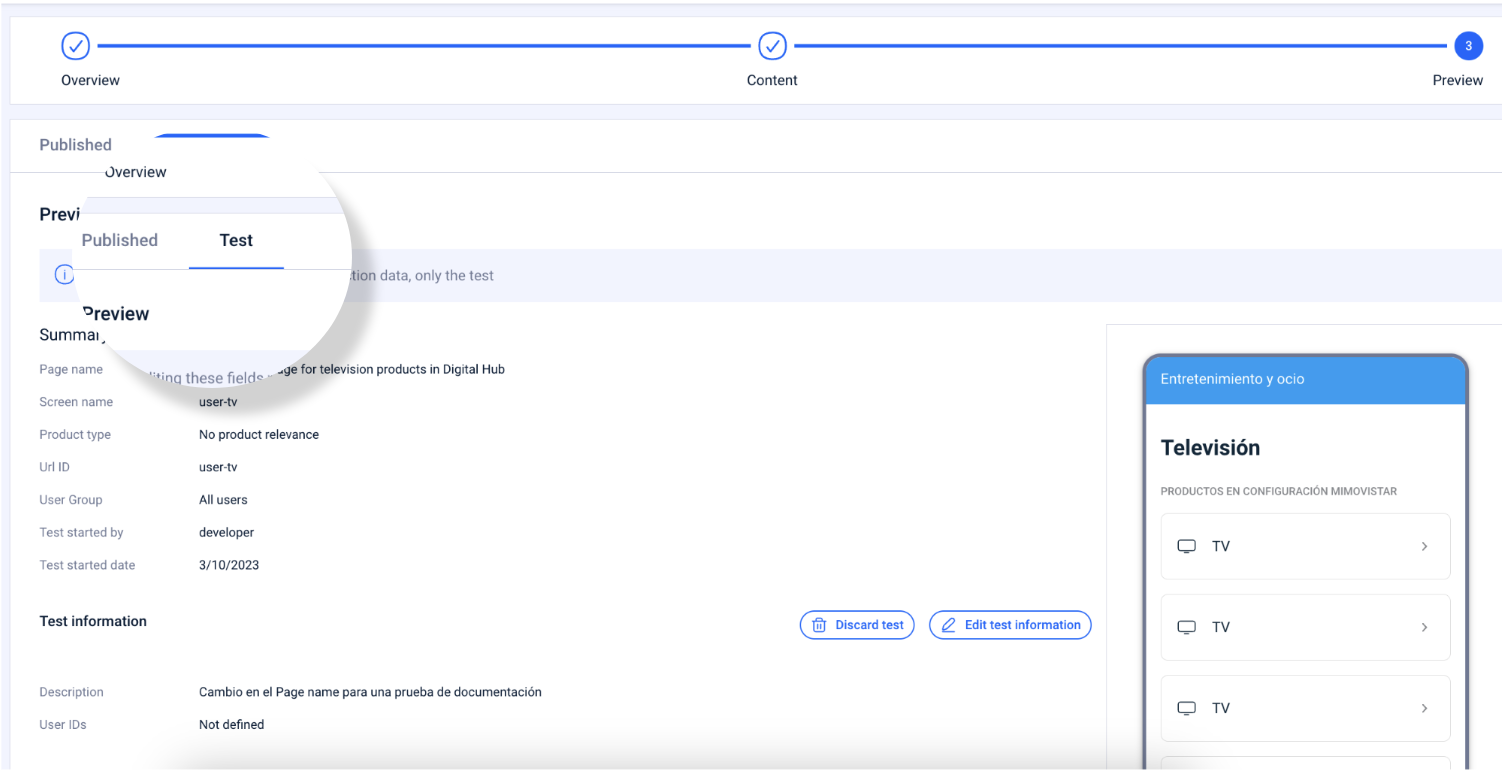 Overview
Content
3
Preview
Published
Overview
Previ
Published Test
tion data, only the test
Preview
Summar
diting these fields
Page name age for television products in Digital Hub
Screen name user-tv
Product type No product relevance
Url ID user-tv
User Group All users
Test started by developer
Test started date 3/10/2023
Test information
Discard test
Edit test information
Description Cambio en el Page name para una prueba de documentación
User IDs Not defined
Entretenimiento y ocio
Televisión
PRODUCTOS EN CONFIGURACIÓN MIMOVISTAR
TV
TV
TV